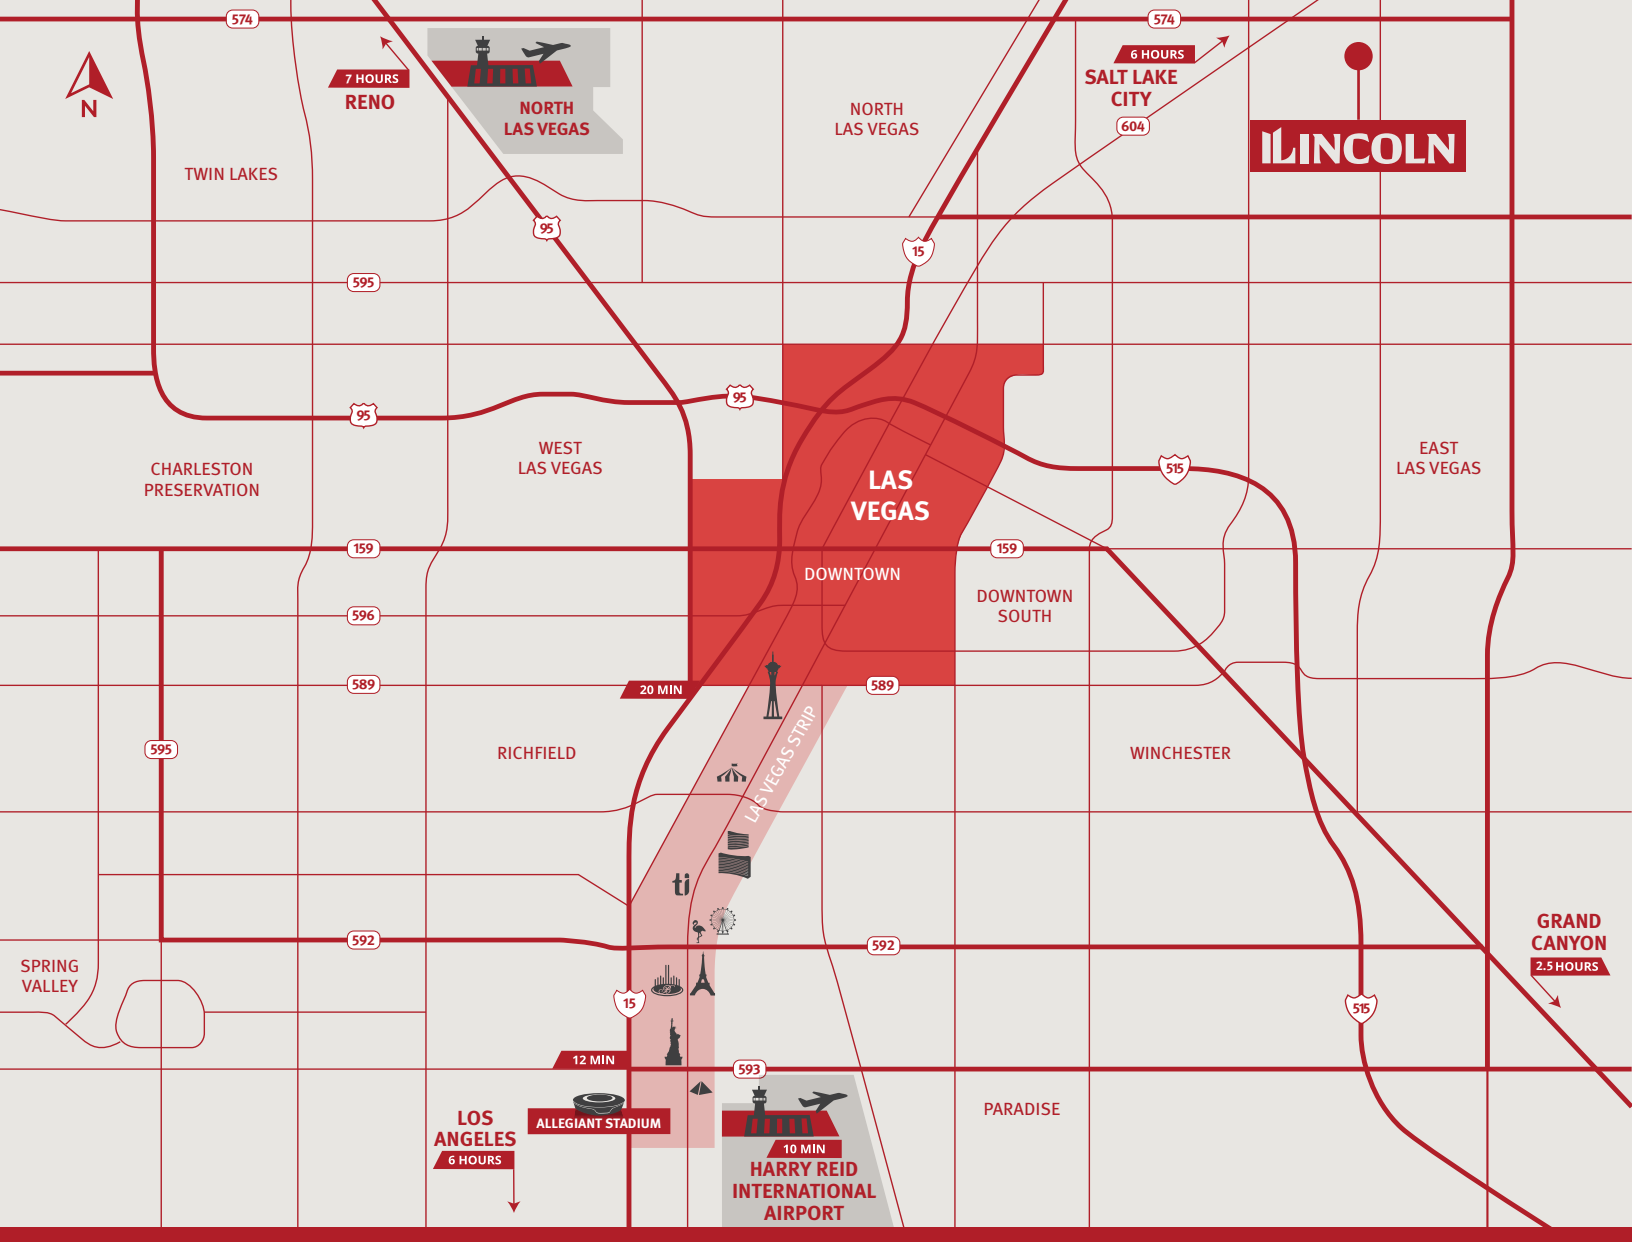 574
574
N
7 HOURS
RENO
NORTH
LAS VEGAS
NORTH
LAS VEGAS
6 HOURS
SALT LAKE
CITY
604
LINCOLN
TWIN LAKES
95
15
595
95
95
WEST
LAS VEGAS
CHARLESTON
PRESERVATION
LAS
VEGAS
515
EAST
LAS VEGAS
159
159
DOWNTOWN
DOWNTOWN
SOUTH
596
589
20 MIN
589
595
RICHFIELD
LAS VEGAS STRIP
WINCHESTER
ti
592
592
GRAND
CANYON
2.5 HOURS
SPRING
VALLEY
15
515
12 MIN
593
ALLEGIANT STADIUM
LOS
ANGELES
6 HOURS
PARADISE
10 MIN
HARRY REID
INTERNATIONAL
AIRPORT